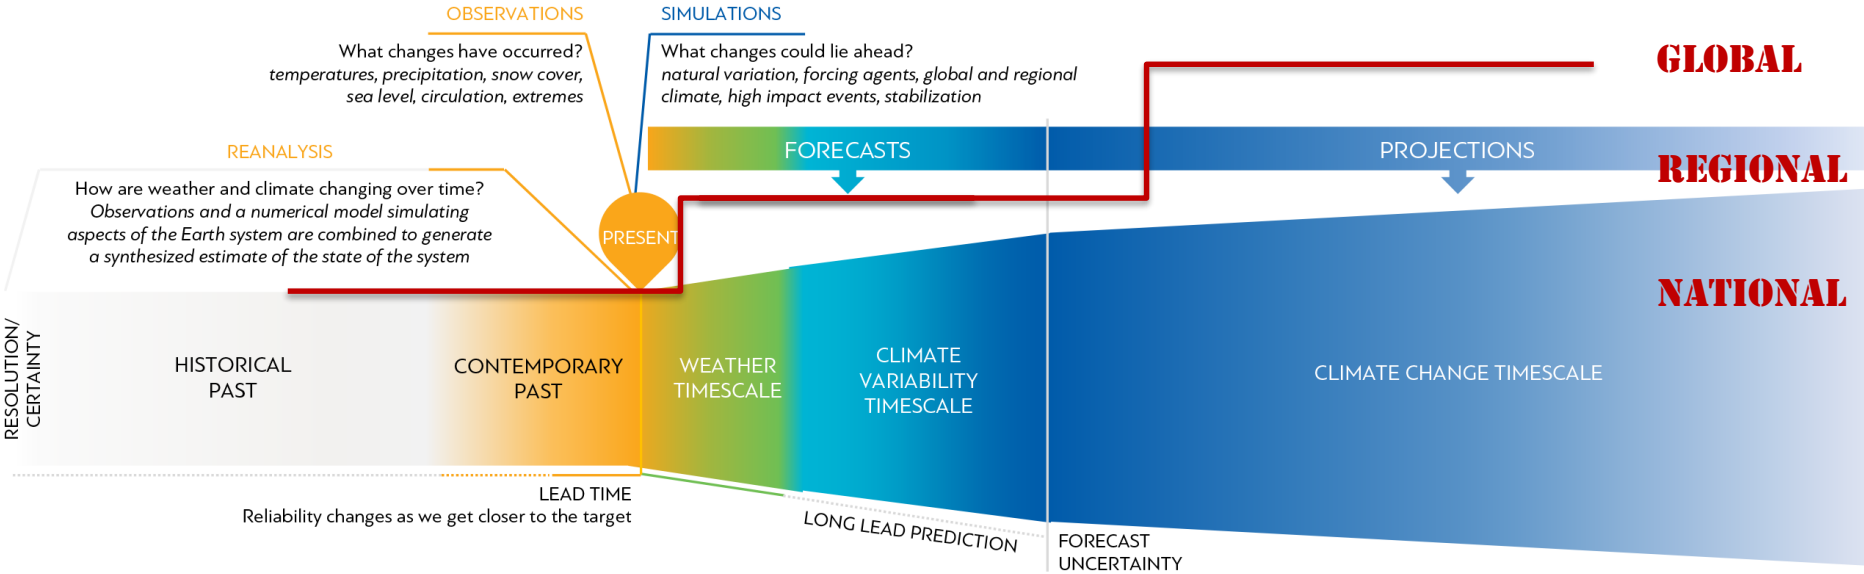 OBSERVATIONS
What changes have occurred?
temperatures, precipitation, snow cover,
sea level, circulation, extremes
SIMULATIONS
What changes could lie ahead?
natural variation, forcing agents, global and regional
climate, high impact events, stabilization
GLOBAL
REANALYSIS
How are weather and climate changing over time?
Observations and a numerical model simulating
aspects of the Earth system are combined to generate
a synthesized estimate of the state of the system
FORECASTS
PROJECTIONS
REGIONAL
PRESENT
NATIONAL
RESOLUTION/
CERTAINTY
HISTORICAL
PAST
CONTEMPORARY
PAST
WEATHER
TIMESCALE
CLIMATE
VARIABILITY
TIMESCALE
CLIMATE CHANGE TIMESCALE
LEAD TIME
Reliability changes as we get closer to the target
LONG LEAD PREDICTION
FORECAST
UNCERTAINTY